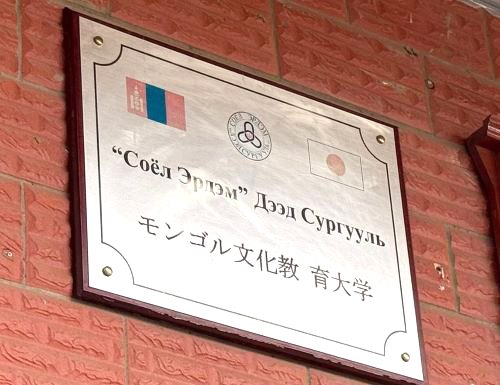 “Соёл Эрдэм” Дээд Сургууль
モンゴル文化教 育大学